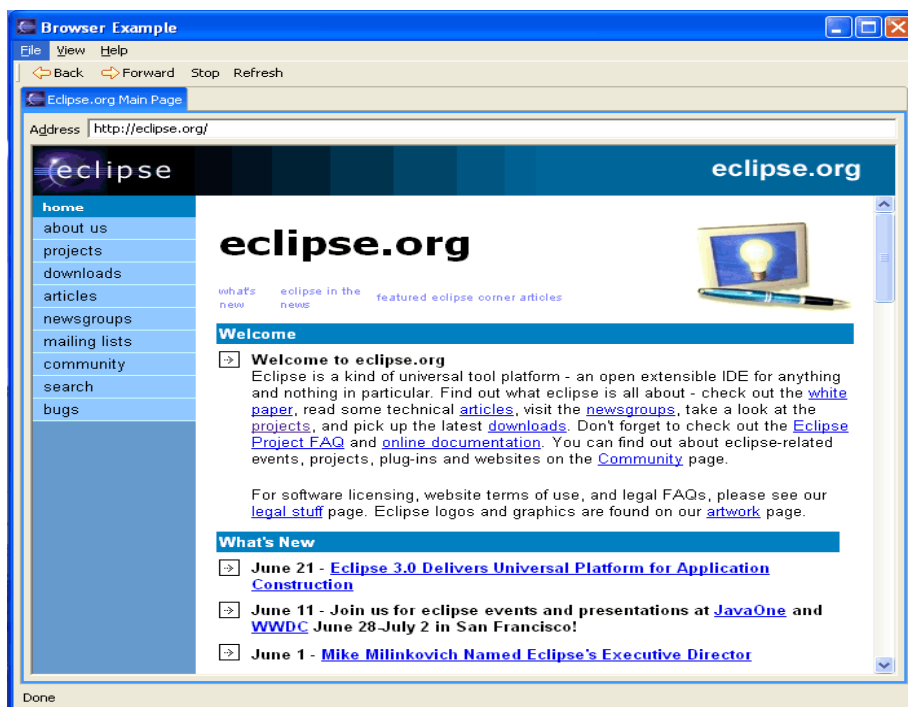 Browser Example
File View Help
Back Forward Stop Refresh
Eclipse.org Main Page
Address http://eclipse.org/
eclipse eclipse.org
home
about us
projects
downloads
articles
newsgroups
mailing lists
community
search
bugs
eclipse.org
what's new
eclipse in the news
featured eclipse corner articles
Welcome
Welcome to eclipse.org
Eclipse is a kind of universal tool platform - an open extensible IDE for anything
and nothing in particular. Find out what eclipse is all about - check out the white
paper, read some technical articles, visit the newsgroups, take a look at the
projects, and pick up the latest downloads. Don't forget to check out the Eclipse
Project FAQ and online documentation. You can find out about eclipse-related
events, projects, plug-ins and websites on the Community page.
For software licensing, website terms of use, and legal FAQs, please see our
legal stuff page. Eclipse logos and graphics are found on our artwork page.
What's New
June 21 - Eclipse 3.0 Delivers Universal Platform for Application
Construction
June 11 - Join us for eclipse events and presentations at JavaOne and
WWDC June 28-July 2 in San Francisco!
June 1 - Mike Milinkovich Named Eclipse's Executive Director
Done